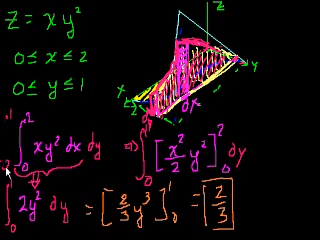 z = xy²
0 ≤ x ≤ 2
0 ≤ y ≤ 1
z
y
x
2
dx
∫₀¹ ∫₀² xy² dx dy ⇒ ∫₀¹ [x²/2 y²]₀² dy
∫₀¹ 2y² dy = [2/3 y³]₀¹ = 2/3